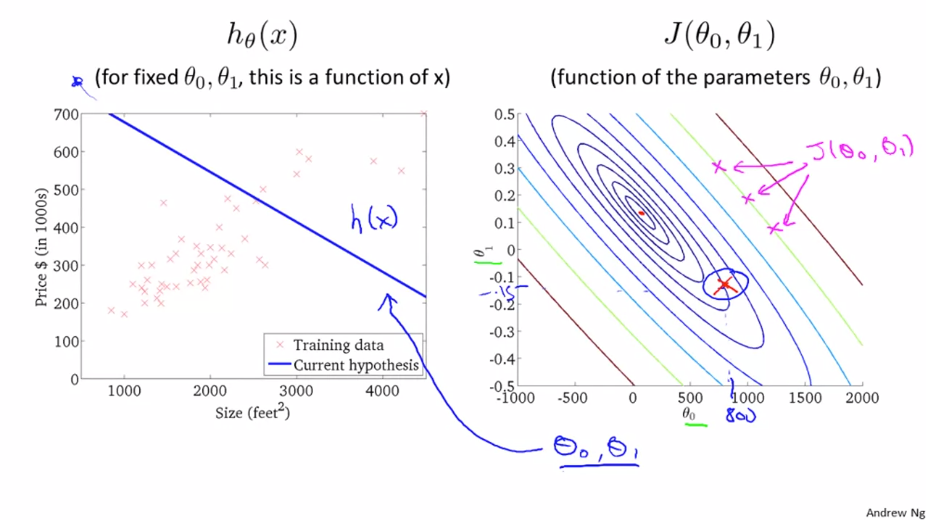 hθ(x)
(for fixed θ0, θ1, this is a function of x)
700
600
500
400
300
200
100
0
Price $ (in 1000s)
h(x)
Training data
Current hypothesis
1000
2000
3000
4000
Size (feet²)
J(θ0, θ1)
(function of the parameters θ0, θ1)
0.5
0.4
0.3
0.2
0.1
0
-0.1
-.15
-0.2
-0.3
-0.4
-0.5
θ1
J(θ0, θ1)
-1000
-500
0
500
1000
1500
2000
θ0
800
θ0, θ1
Andrew Ng